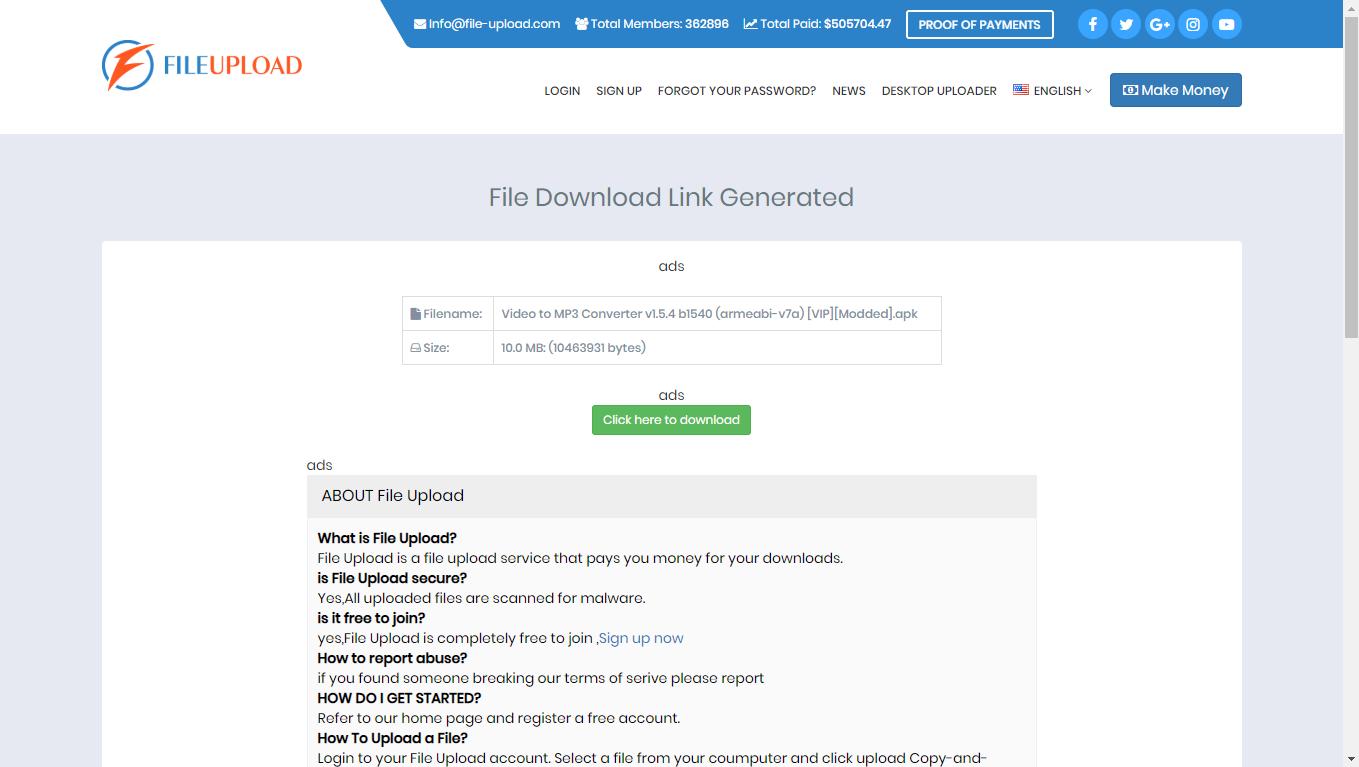 Info@file-upload.com Total Members: 362896 Total Paid: $505704.47 PROOF OF PAYMENTS
FILEUPLOAD
LOGIN SIGN UP FORGOT YOUR PASSWORD? NEWS DESKTOP UPLOADER ENGLISH Make Money
File Download Link Generated
ads
Filename: Video to MP3 Converter v1.5.4 b1540 (armeabi-v7a) [VIP][Modded].apk
Size: 10.0 MB: (10463931 bytes)
ads
Click here to download
ads
ABOUT File Upload
What is File Upload?
File Upload is a file upload service that pays you money for your downloads.
is File Upload secure?
Yes,All uploaded files are scanned for malware.
is it free to join?
yes,File Upload is completely free to join ,Sign up now
How to report abuse?
if you found someone breaking our terms of serive please report
HOW DO I GET STARTED?
Refer to our home page and register a free account.
How To Upload a File?
Login to your File Upload account. Select a file from your coumputer and click upload Copy-and-